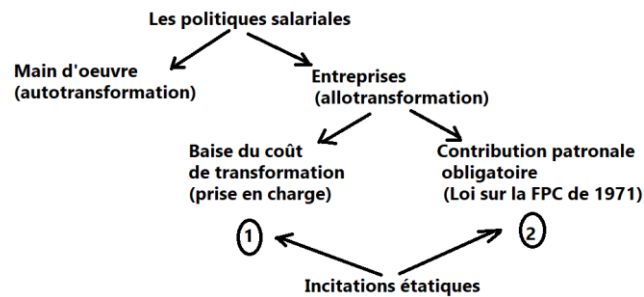 Les politiques salariales
Main d'oeuvre
(autotransformation)
Entreprises
(allotransformation)
Baise du coût
de transformation
(prise en charge)
Contribution patronale
obligatoire
(Loi sur la FPC de 1971)
1
2
Incitations étatiques